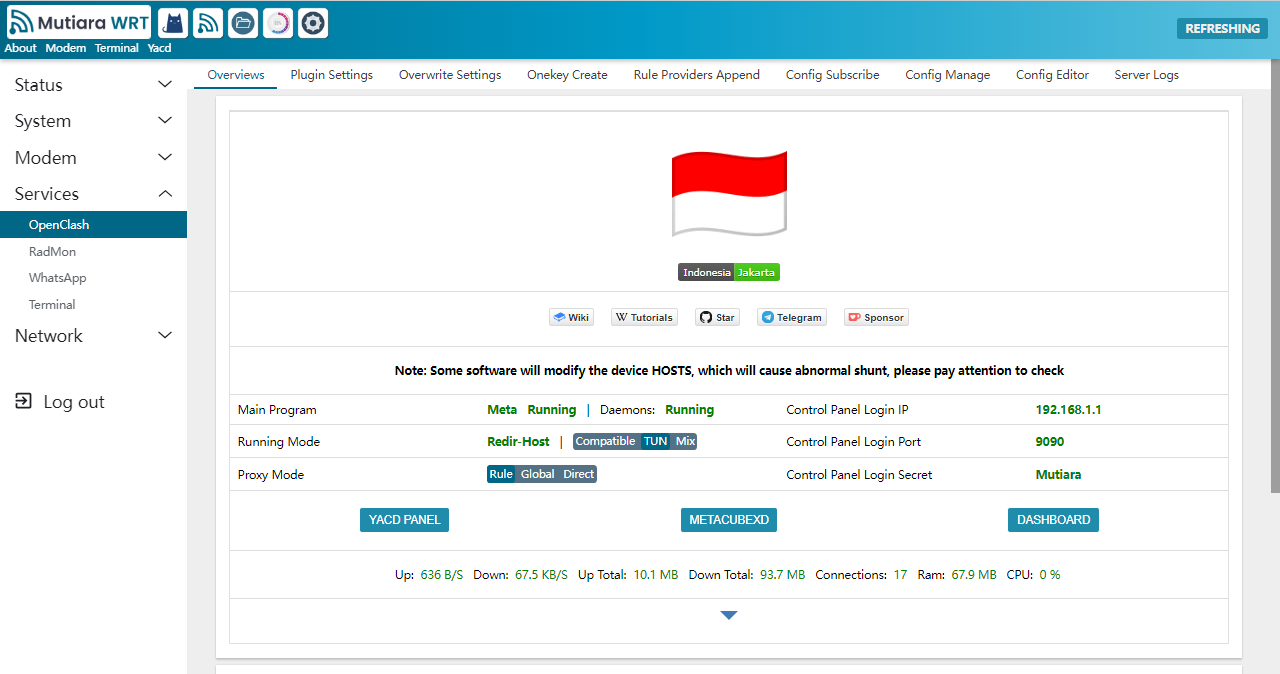 Mutiara WRT
REFRESHING
About Modem Terminal Yacd
Status
System
Modem
Services
OpenClash
RadMon
WhatsApp
Terminal
Network
Log out
Overviews Plugin Settings Overwrite Settings Onekey Create Rule Providers Append Config Subscribe Config Manage Config Editor Server Logs
Indonesia Jakarta
Wiki W Tutorials Star Telegram Sponsor
Note: Some software will modify the device HOSTS, which will cause abnormal shunt, please pay attention to check
Main Program Meta Running | Daemons: Running Control Panel Login IP 192.168.1.1
Running Mode Redir-Host | Compatible TUN Mix Control Panel Login Port 9090
Proxy Mode Rule Global Direct Control Panel Login Secret Mutiara
YACD PANEL METACUBEXD DASHBOARD
Up: 636 B/S Down: 67.5 KB/S Up Total: 10.1 MB Down Total: 93.7 MB Connections: 17 Ram: 67.9 MB CPU: 0 %